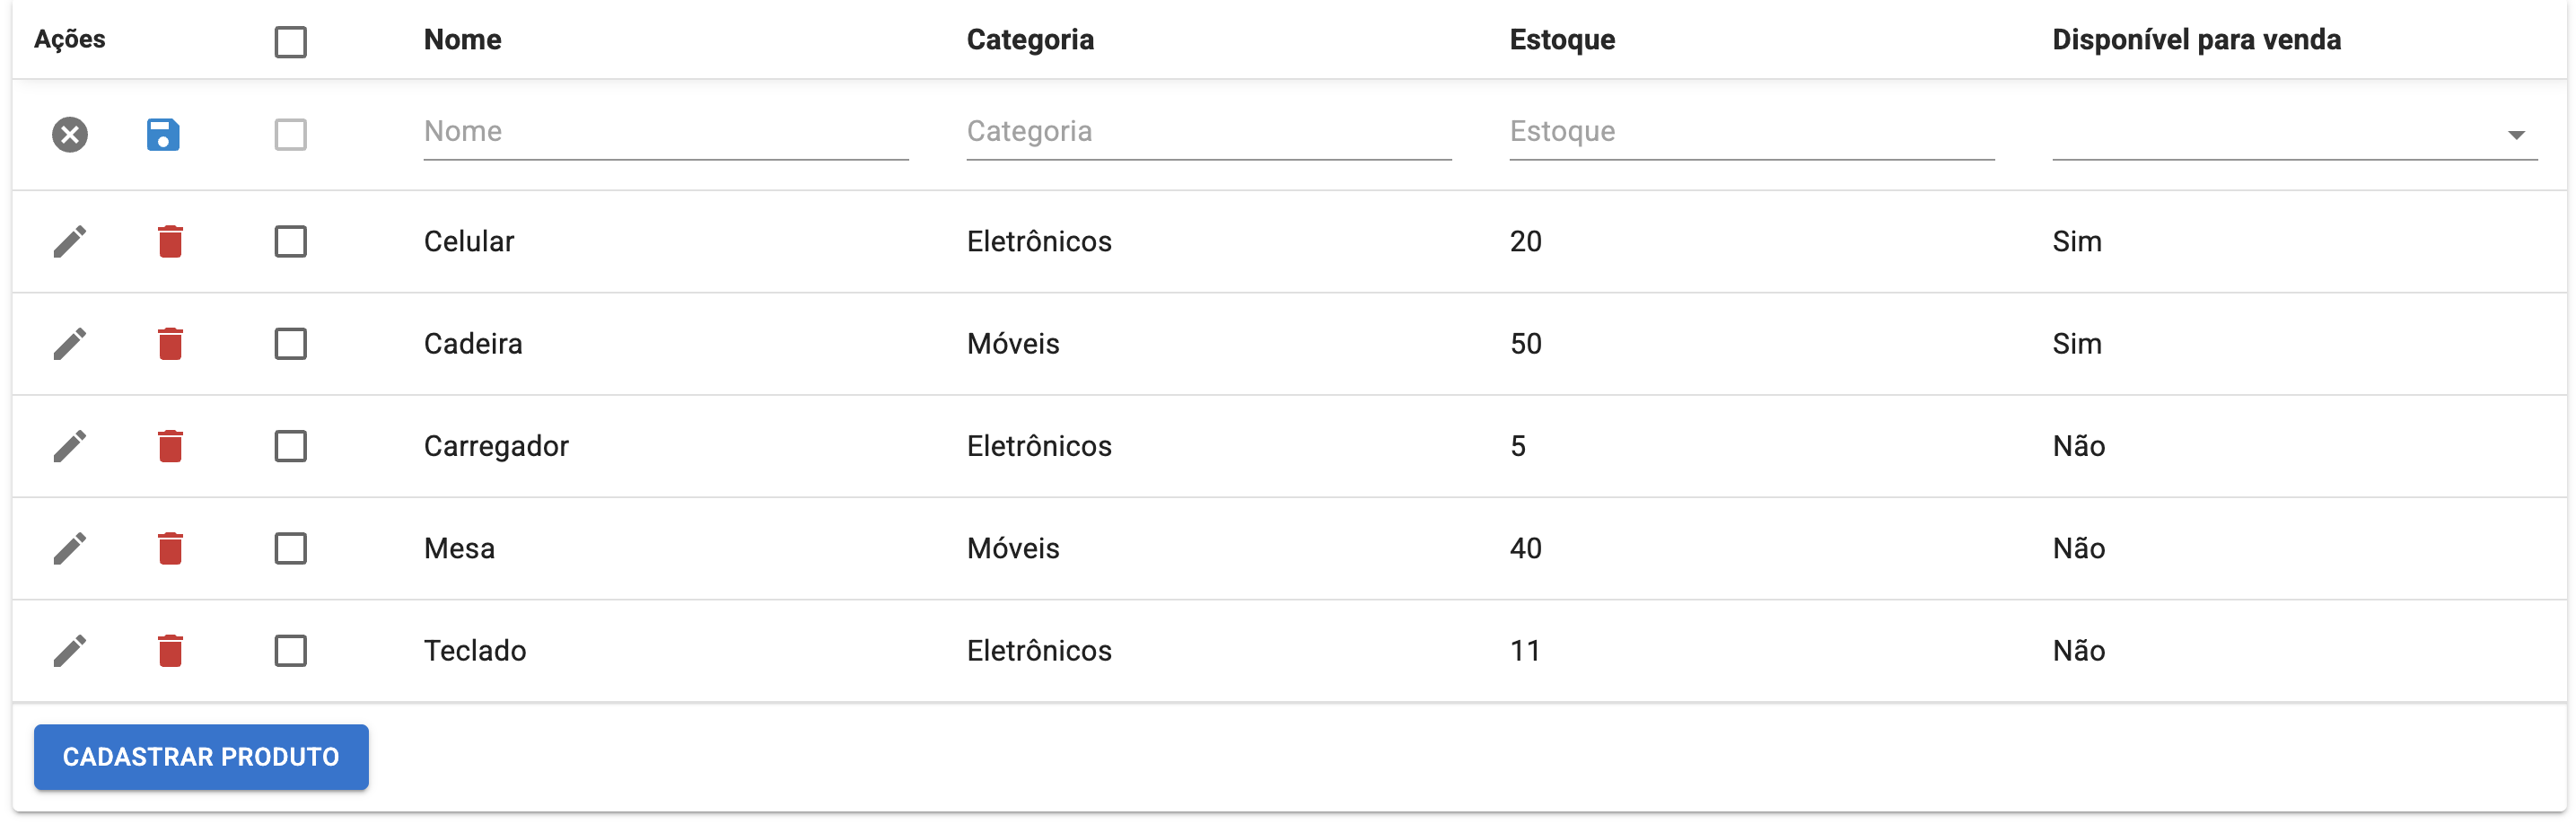 Ações Nome Categoria Estoque Disponível para venda
Nome Categoria Estoque
Celular Eletrônicos 20 Sim
Cadeira Móveis 50 Sim
Carregador Eletrônicos 5 Não
Mesa Móveis 40 Não
Teclado Eletrônicos 11 Não
CADASTRAR PRODUTO